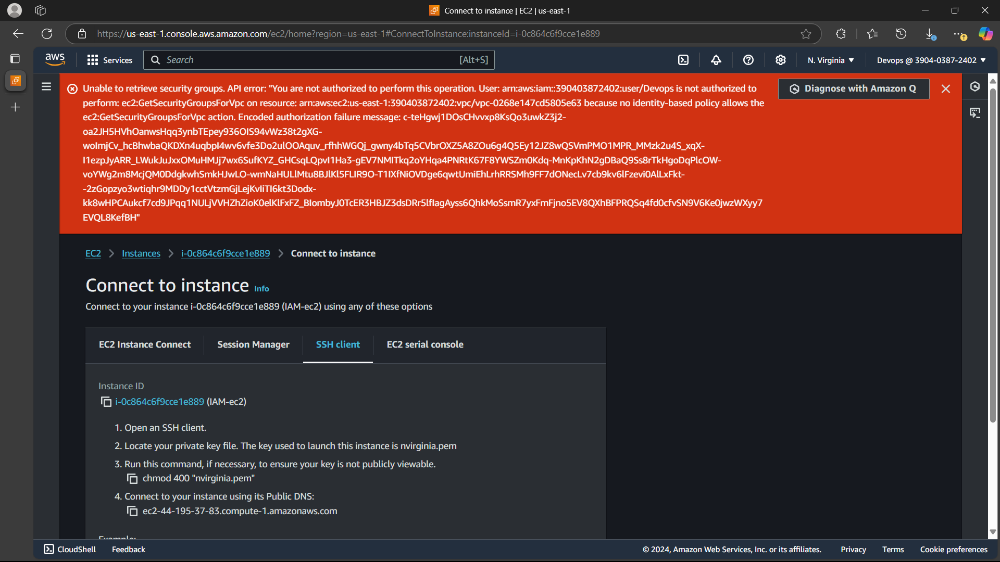 Connect to instance | EC2 | us-east-1
https://us-east-1.console.aws.amazon.com/ec2/home?region=us-east-1#ConnectToInstance:instanceId=i-0c864c6f9cce1e889
aws
Services
Search
[Alt+S]
N. Virginia
Devops @ 3904-0387-2402
Unable to retrieve security groups. API error: "You are not authorized to perform this operation. User: arn:aws:iam::390403872402:user/Devops is not authorized to
perform: ec2:GetSecurityGroupsForVpc on resource: arn:aws:ec2:us-east-1:390403872402:vpc/vpc-0268e147cd5805e63 because no identity-based policy allows the
ec2:GetSecurityGroupsForVpc action. Encoded authorization failure message: c-teHgwj1DOsCHvvxp8KsQo3uwkZ3j2-
oa2JH5HVhOanwsHqq3ynbTEpey936OIS94vWz38t2gXG-
woImjCv_hcBhwbaQKDXn4uqbpI4wv6vfe3Do2ulOOAquv_rfhhWGQj_gwny4bTq5CVbrOXZ5A8ZOu6g4Q5Ey12JZ8wQSVmPMO1MPR_MMzk2u4S_xqX-
I1ezpJyARR_LWukJuJxxOMuHMJj7wx6SufKYZ_GHCsqLQpvI1Ha3-gEV7NMITkq2oYHqa4PNRtK67F8YWSZm0Kdq-MnKpKhN2gDBaQ9Ss8rTkHgoDqPlcOW-
voYWg2m8McjQM0DdgkwhSmkHJwLO-wmNaHULlMtu8BJlKl5FLIR9O-T1IXfNiOVDge6qwtUmiEhLrhRRSMh9FF7dONecLv7cb9kv6lFzevi0AlLxFkt-
-2zGopzyo3wtiqhr9MDDy1cctVtzmGjLejKvIiTI6kt3Dodx-
kk8wHPCAukcf7cd9JPqq1NULjVVHZhZioK0elKlFxFZ_BIombyJ0TcER3HBJZ3dsDRr5lfIagAyss6QhkMoSsmR7yxFmFjno5EV8QXhBFPRQSq4fd0cfvSN9V6Ke0jwzWXyy7
EVQL8KefBH"
Diagnose with Amazon Q
EC2 > Instances > i-0c864c6f9cce1e889 > Connect to instance
Connect to instance Info
Connect to your instance i-0c864c6f9cce1e889 (IAM-ec2) using any of these options
EC2 Instance Connect
Session Manager
SSH client
EC2 serial console
Instance ID
i-0c864c6f9cce1e889 (IAM-ec2)
1. Open an SSH client.
2. Locate your private key file. The key used to launch this instance is nvirginia.pem
3. Run this command, if necessary, to ensure your key is not publicly viewable.
chmod 400 "nvirginia.pem"
4. Connect to your instance using its Public DNS:
ec2-44-195-37-83.compute-1.amazonaws.com
Example:
CloudShell
Feedback
© 2024, Amazon Web Services, Inc. or its affiliates.
Privacy
Terms
Cookie preferences